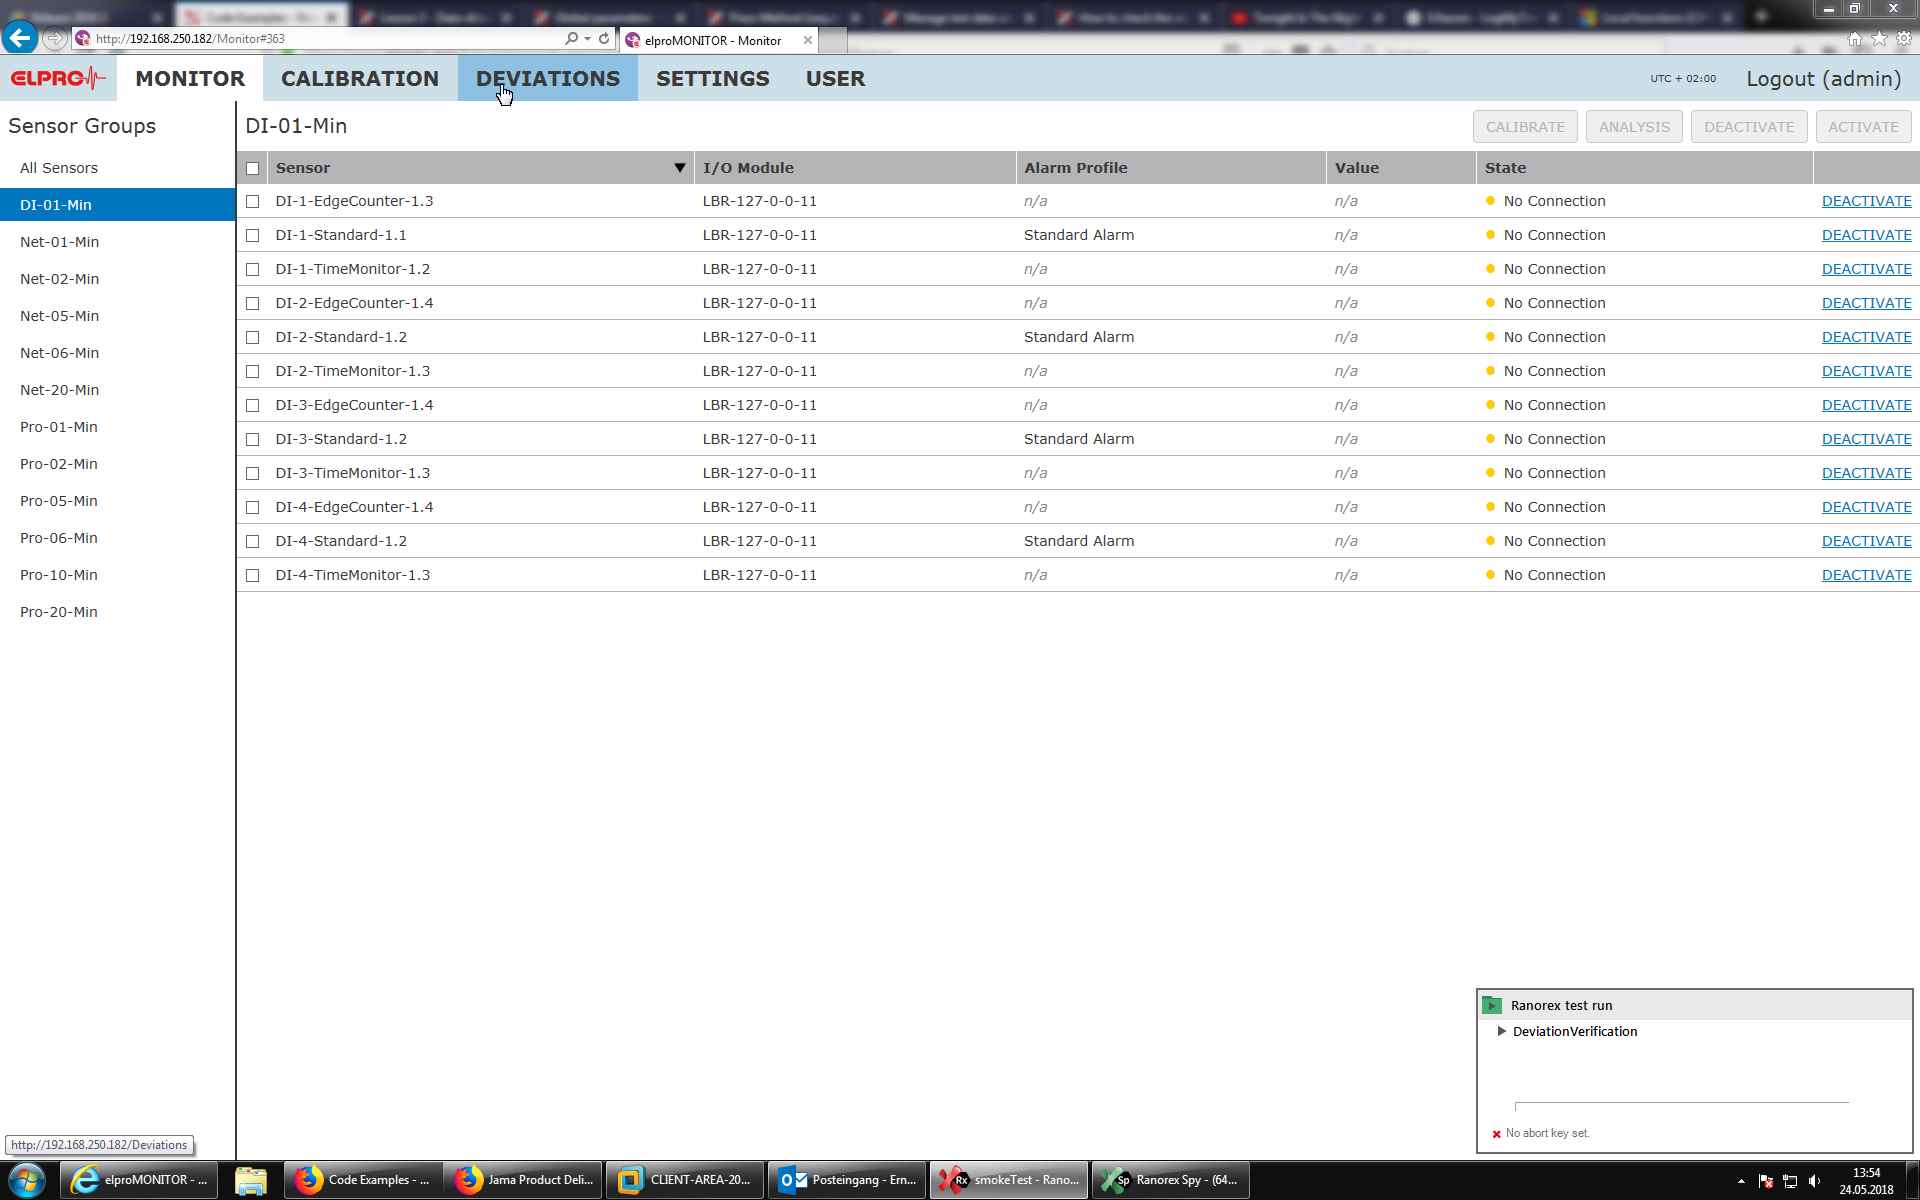 http://192.168.250.182/Monitor#363
elproMONITOR - Monitor
ELPRO MONITOR CALIBRATION DEVIATIONS SETTINGS USER UTC + 02:00 Logout (admin)
Sensor Groups
All Sensors
DI-01-Min
Net-01-Min
Net-02-Min
Net-05-Min
Net-06-Min
Net-20-Min
Pro-01-Min
Pro-02-Min
Pro-05-Min
Pro-06-Min
Pro-10-Min
Pro-20-Min
DI-01-Min CALIBRATE ANALYSIS DEACTIVATE ACTIVATE
Sensor I/O Module Alarm Profile Value State
DI-1-EdgeCounter-1.3 LBR-127-0-0-11 n/a n/a No Connection DEACTIVATE
DI-1-Standard-1.1 LBR-127-0-0-11 Standard Alarm n/a No Connection DEACTIVATE
DI-1-TimeMonitor-1.2 LBR-127-0-0-11 n/a n/a No Connection DEACTIVATE
DI-2-EdgeCounter-1.4 LBR-127-0-0-11 n/a n/a No Connection DEACTIVATE
DI-2-Standard-1.2 LBR-127-0-0-11 Standard Alarm n/a No Connection DEACTIVATE
DI-2-TimeMonitor-1.3 LBR-127-0-0-11 n/a n/a No Connection DEACTIVATE
DI-3-EdgeCounter-1.4 LBR-127-0-0-11 n/a n/a No Connection DEACTIVATE
DI-3-Standard-1.2 LBR-127-0-0-11 Standard Alarm n/a No Connection DEACTIVATE
DI-3-TimeMonitor-1.3 LBR-127-0-0-11 n/a n/a No Connection DEACTIVATE
DI-4-EdgeCounter-1.4 LBR-127-0-0-11 n/a n/a No Connection DEACTIVATE
DI-4-Standard-1.2 LBR-127-0-0-11 Standard Alarm n/a No Connection DEACTIVATE
DI-4-TimeMonitor-1.3 LBR-127-0-0-11 n/a n/a No Connection DEACTIVATE
Ranorex test run
DeviationVerification
No abort key set.
http://192.168.250.182/Deviations
elproMONITOR - ... Code Examples - ... Jama Product Deli... CLIENT-AREA-20... Posteingang - Ern... smokeTest - Rano... Ranorex Spy - (64...
13:54
24.05.2018